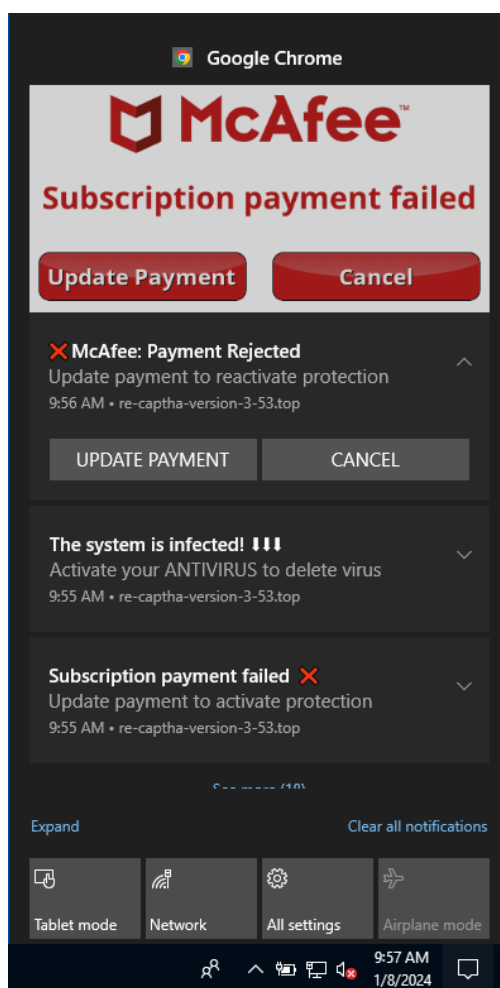 Google Chrome
McAfee™
Subscription payment failed
Update Payment
Cancel
❌ McAfee: Payment Rejected
Update payment to reactivate protection
9:56 AM • re-captha-version-3-53.top
UPDATE PAYMENT
CANCEL
The system is infected! ⬇⬇⬇
Activate your ANTIVIRUS to delete virus
9:55 AM • re-captha-version-3-53.top
Subscription payment failed ❌
Update payment to activate protection
9:55 AM • re-captha-version-3-53.top
See more (18)
Expand
Clear all notifications
Tablet mode
Network
All settings
Airplane mode
9:57 AM
1/8/2024